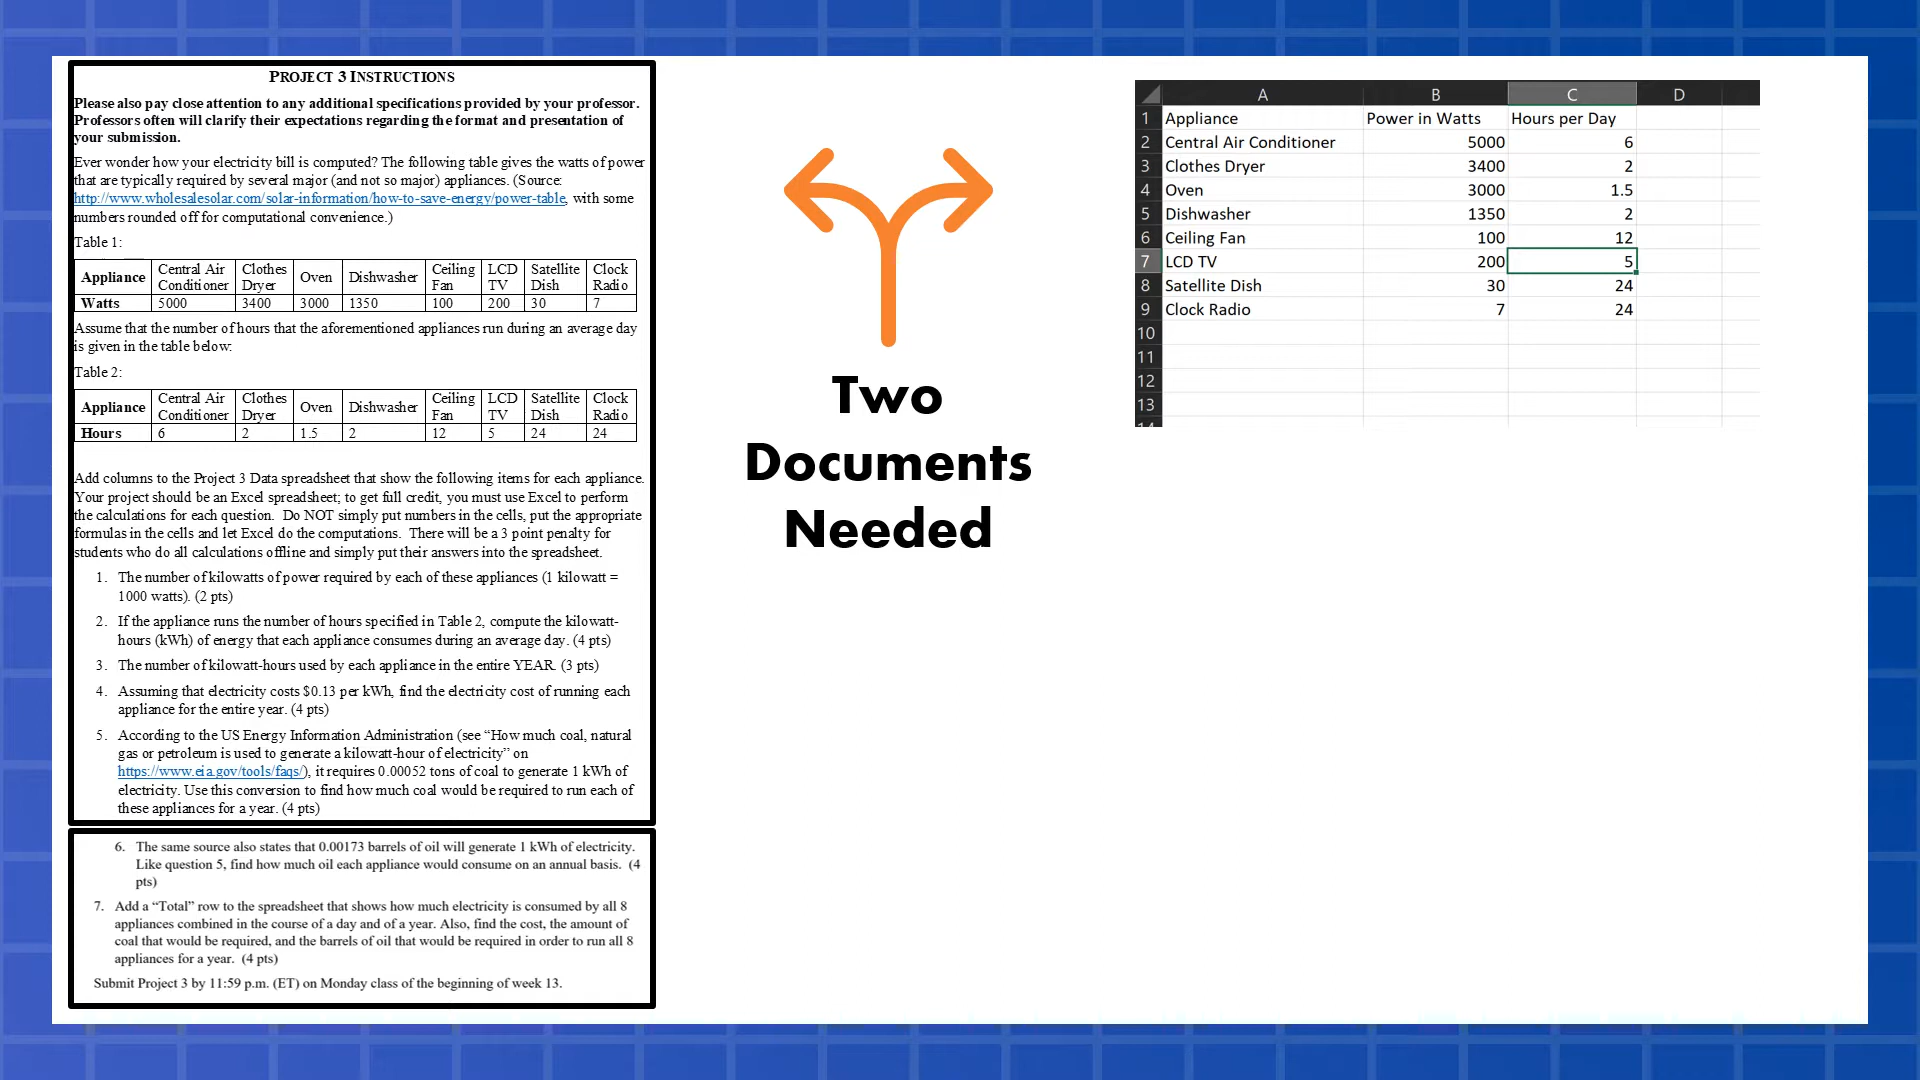 PROJECT 3 INSTRUCTIONS
Please also pay close attention to any additional specifications provided by your professor.
Professors often will clarify their expectations regarding the format and presentation of
your submission.
Ever wonder how your electricity bill is computed? The following table gives the watts of power
that are typically required by several major (and not so major) appliances. (Source:
http://www.wholesalesolar.com/solar-information/how-to-save-energy/power-table, with some
numbers rounded off for computational convenience.)
Table 1:
Appliance Central Air Conditioner Clothes Dryer Oven Dishwasher Ceiling Fan LCD TV Satellite Dish Clock Radio
Watts 5000 3400 3000 1350 100 200 30 7
Assume that the number of hours that the aforementioned appliances run during an average day
is given in the table below:
Table 2:
Appliance Central Air Conditioner Clothes Dryer Oven Dishwasher Ceiling Fan LCD TV Satellite Dish Clock Radio
Hours 6 2 1.5 2 12 5 24 24
Add columns to the Project 3 Data spreadsheet that show the following items for each appliance.
Your project should be an Excel spreadsheet; to get full credit, you must use Excel to perform
the calculations for each question. Do NOT simply put numbers in the cells, put the appropriate
formulas in the cells and let Excel do the computations. There will be a 3 point penalty for
students who do all calculations offline and simply put their answers into the spreadsheet.
1. The number of kilowatts of power required by each of these appliances (1 kilowatt =
1000 watts). (2 pts)
2. If the appliance runs the number of hours specified in Table 2, compute the kilowatt-
hours (kWh) of energy that each appliance consumes during an average day. (4 pts)
3. The number of kilowatt-hours used by each appliance in the entire YEAR. (3 pts)
4. Assuming that electricity costs $0.13 per kWh, find the electricity cost of running each
appliance for the entire year. (4 pts)
5. According to the US Energy Information Administration (see “How much coal, natural
gas or petroleum is used to generate a kilowatt-hour of electricity” on
https://www.eia.gov/tools/faqs/), it requires 0.00052 tons of coal to generate 1 kWh of
electricity. Use this conversion to find how much coal would be required to run each of
these appliances for a year. (4 pts)
6. The same source also states that 0.00173 barrels of oil will generate 1 kWh of electricity.
Like question 5, find how much oil each appliance would consume on an annual basis. (4
pts)
7. Add a “Total” row to the spreadsheet that shows how much electricity is consumed by all 8
appliances combined in the course of a day and of a year. Also, find the cost, the amount of
coal that would be required, and the barrels of oil that would be required in order to run all 8
appliances for a year. (4 pts)
Submit Project 3 by 11:59 p.m. (ET) on Monday class of the beginning of week 13.
Two
Documents
Needed
A B C D
1 Appliance Power in Watts Hours per Day
2 Central Air Conditioner 5000 6
3 Clothes Dryer 3400 2
4 Oven 3000 1.5
5 Dishwasher 1350 2
6 Ceiling Fan 100 12
7 LCD TV 200 5
8 Satellite Dish 30 24
9 Clock Radio 7 24
10
11
12
13
14